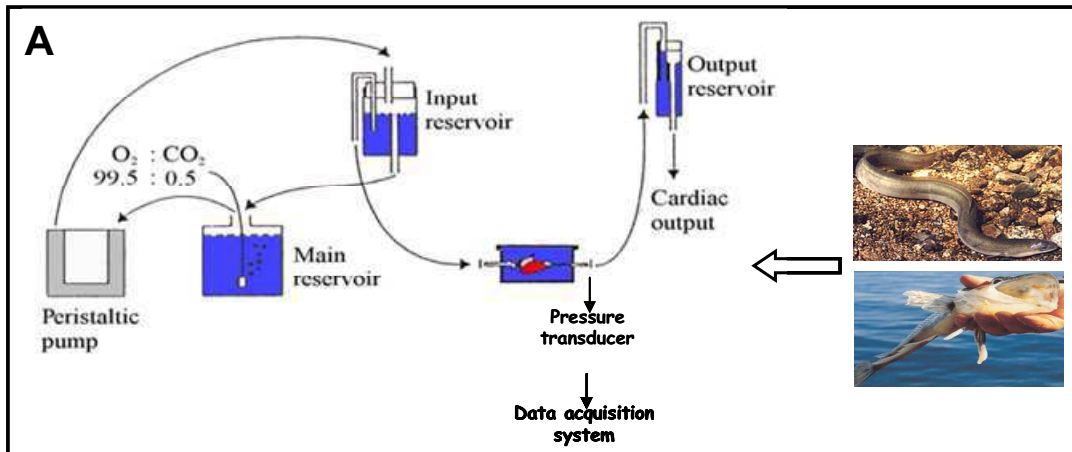 A
Input
reservoir
Output
reservoir
O₂ : CO₂
99.5 : 0.5
Cardiac
output
Main
reservoir
Peristaltic
pump
Pressure
transducer
Data acquisition
system